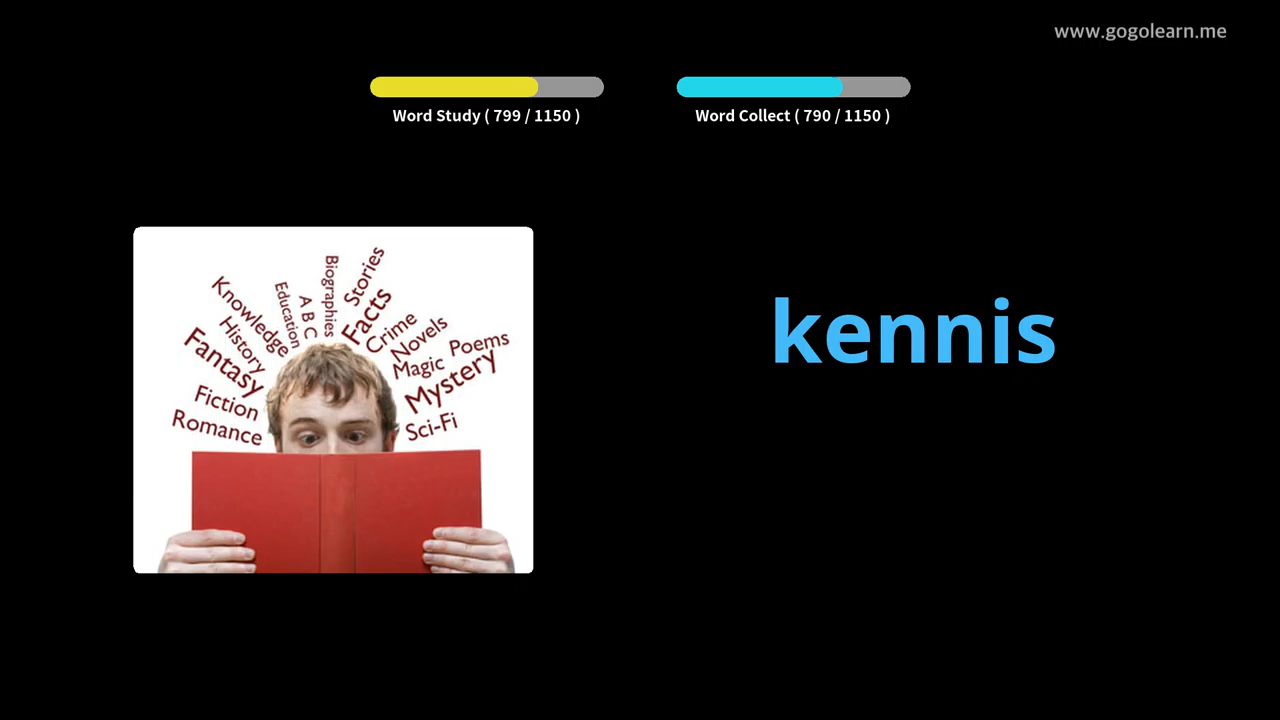 www.gogolearn.me
Word Study ( 799 / 1150 )
Word Collect ( 790 / 1150 )
kennis
Biographies
Stories
Education
A B C
Facts
Knowledge
Crime
History
Novels
Fantasy
Magic
Poems
Mystery
Fiction
Romance
Sci-Fi